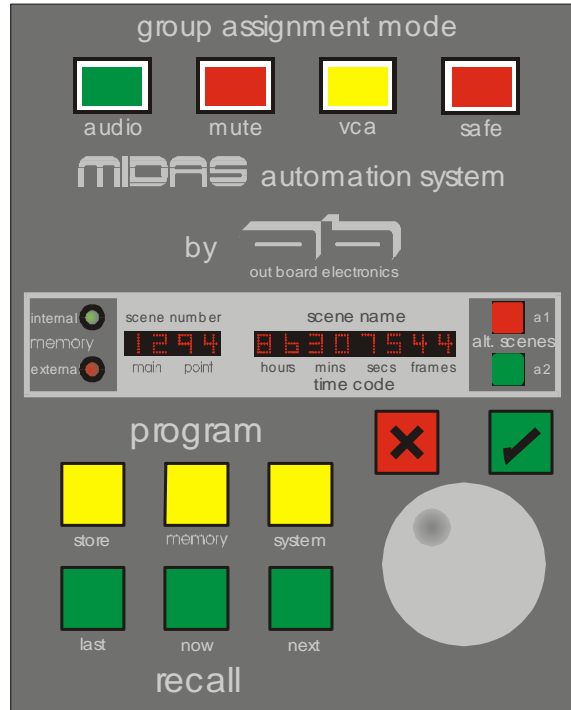 group assignment mode
audio mute vca safe
MIDAS automation system
by
out board electronics
internal scene number scene name a1
memory 1294 86307544 alt. scenes
externa main point hours mins secs frames a2
time code
program
store memory system
last now next
recall